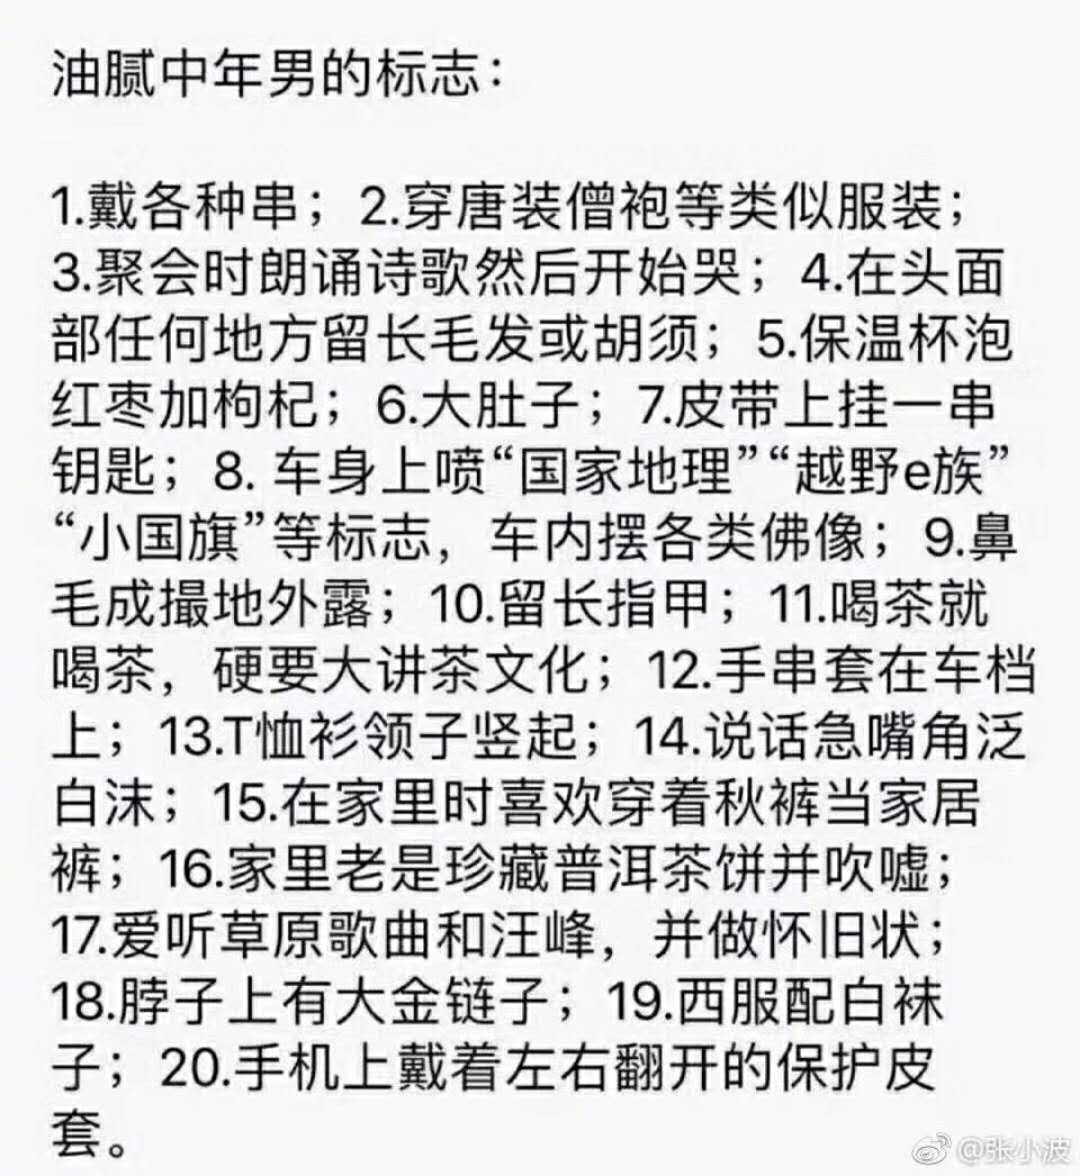 油腻中年男的标志：
1.戴各种串；2.穿唐装僧袍等类似服装；
3.聚会时朗诵诗歌然后开始哭；4.在头面
部任何地方留长毛发或胡须；5.保温杯泡
红枣加枸杞；6.大肚子；7.皮带上挂一串
钥匙；8. 车身上喷“国家地理”“越野e族”
“小国旗”等标志，车内摆各类佛像；9.鼻
毛成撮地外露；10.留长指甲；11.喝茶就
喝茶，硬要大讲茶文化；12.手串套在车档
上；13.T恤衫领子竖起；14.说话急嘴角泛
白沫；15.在家里时喜欢穿着秋裤当家居
裤；16.家里老是珍藏普洱茶饼并吹嘘；
17.爱听草原歌曲和汪峰，并做怀旧状；
18.脖子上有大金链子；19.西服配白袜
子；20.手机上戴着左右翻开的保护皮
套。
@张小波